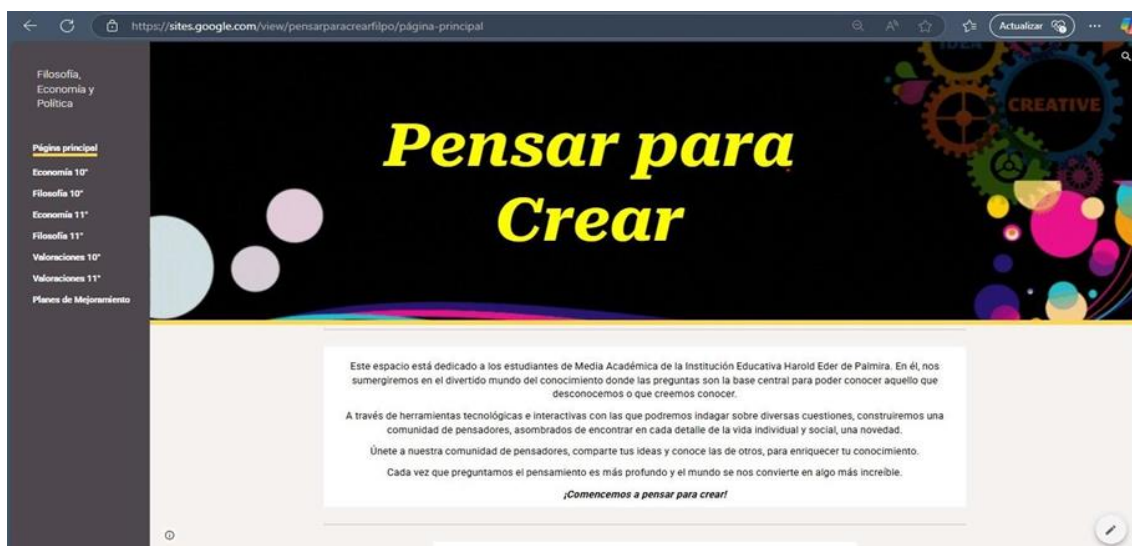 https://sites.google.com/view/pensarparacrearfilpo/página-principal
Actualizar
Filosofía,
Economía y
Política
Página principal
Economía 10°
Filosofía 10°
Economía 11°
Filosofía 11°
Valoraciones 10°
Valoraciones 11°
Planes de Mejoramiento
IDEA
CREATIVE
Pensar para
Crear
Este espacio está dedicado a los estudiantes de Media Académica de la Institución Educativa Harold Eder de Palmira. En él, nos
sumergiremos en el divertido mundo del conocimiento donde las preguntas son la base central para poder conocer aquello que
desconocemos o que creemos conocer.
A través de herramientas tecnológicas e interactivas con las que podremos indagar sobre diversas cuestiones, construiremos una
comunidad de pensadores, asombrados de encontrar en cada detalle de la vida individual y social, una novedad.
Únete a nuestra comunidad de pensadores, comparte tus ideas y conoce las de otros, para enriquecer tu conocimiento.
Cada vez que preguntamos el pensamiento es más profundo y el mundo se nos convierte en algo más increíble.
¡Comencemos a pensar para crear!